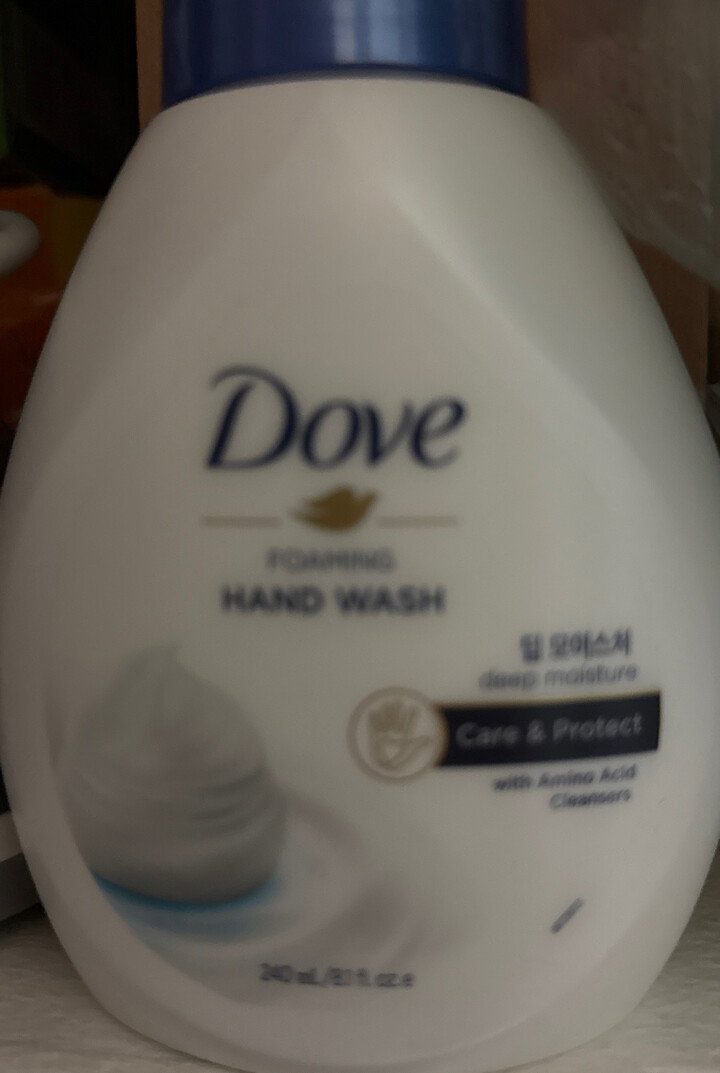 Dove
FOAMING
HAND WASH
딥 모이스처
deep moisture
Care & Protect
with Amino Acid
Cleansers
240 mL/8.1 fl. oz e